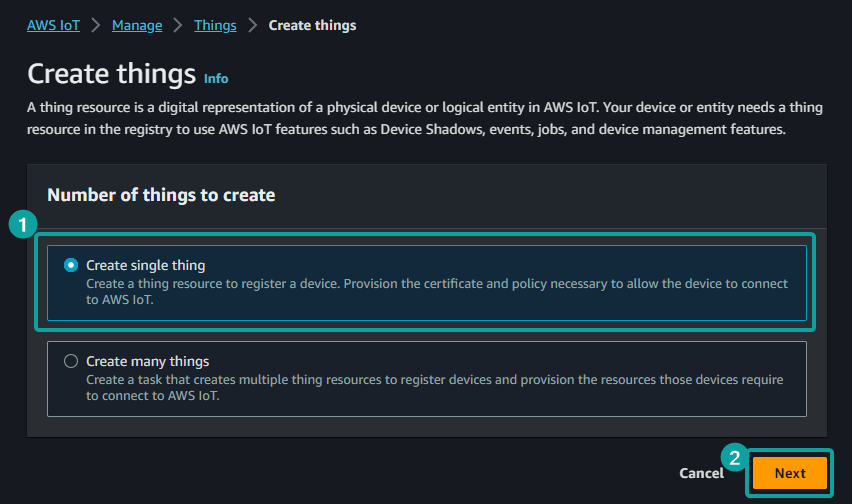 AWS IoT > Manage > Things > Create things
Create things Info
A thing resource is a digital representation of a physical device or logical entity in AWS IoT. Your device or entity needs a thing
resource in the registry to use AWS IoT features such as Device Shadows, events, jobs, and device management features.
Number of things to create
1
Create single thing
Create a thing resource to register a device. Provision the certificate and policy necessary to allow the device to connect
to AWS IoT.
Create many things
Create a task that creates multiple thing resources to register devices and provision the resources those devices require
to connect to AWS IoT.
2
Cancel Next